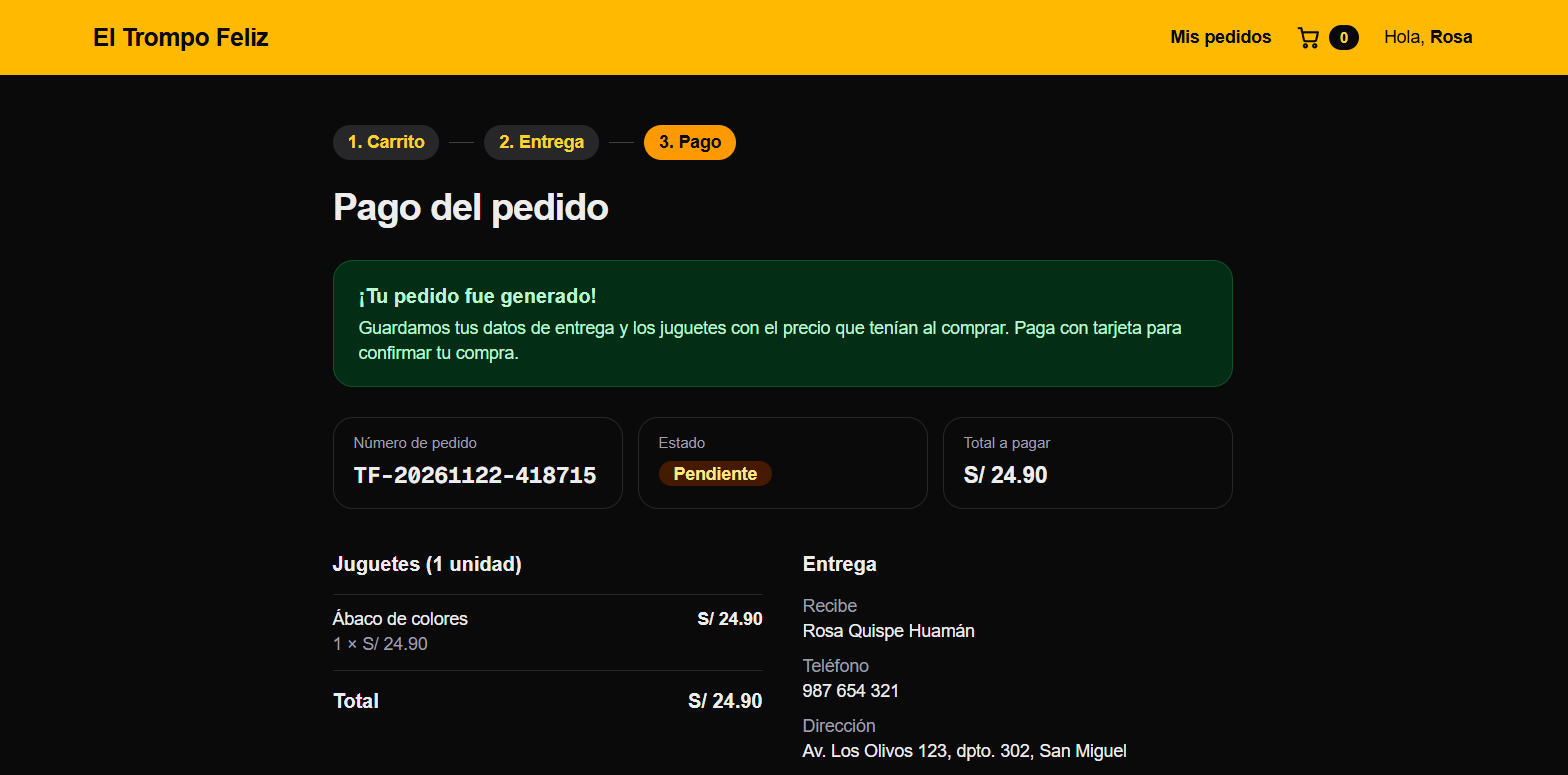 El Trompo Feliz
Mis pedidos
0
Hola, Rosa
1. Carrito
2. Entrega
3. Pago
Pago del pedido
¡Tu pedido fue generado!
Guardamos tus datos de entrega y los juguetes con el precio que tenían al comprar. Paga con tarjeta para
confirmar tu compra.
Número de pedido
TF-20261122-418715
Estado
Pendiente
Total a pagar
S/ 24.90
Juguetes (1 unidad)
Ábaco de colores S/ 24.90
1 × S/ 24.90
Total S/ 24.90
Entrega
Recibe
Rosa Quispe Huamán
Teléfono
987 654 321
Dirección
Av. Los Olivos 123, dpto. 302, San Miguel